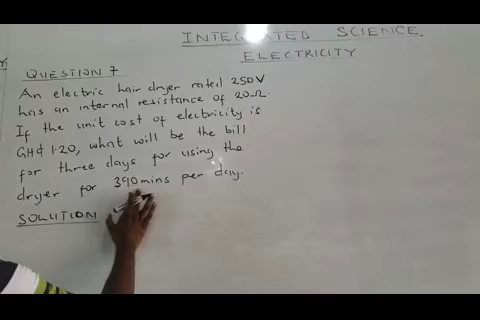 INTEGRATED SCIENCE
ELECTRICITY
QUESTION 7
An electric hair dryer rated 250V
has an internal resistance of 20Ω.
If the unit cost of electricity is
GH¢ 1.20, what will be the bill
for three days for using the
dryer for 390mins per day.
SOLUTION